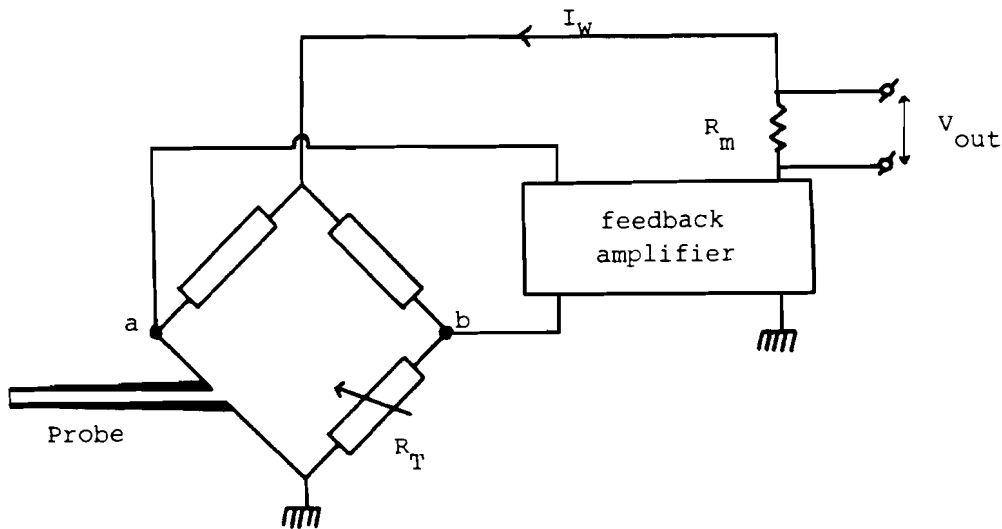 I_W
R_m
V_out
feedback
amplifier
a
b
Probe
R_T